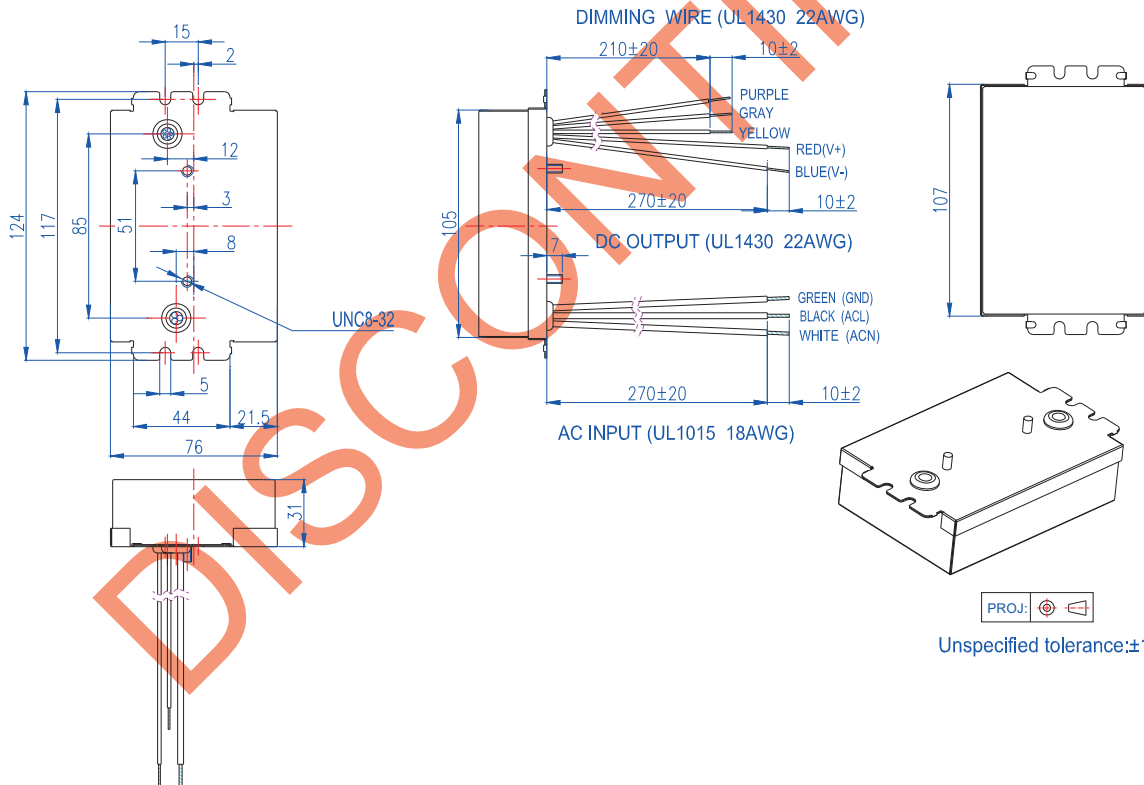 DIMMING WIRE (UL1430 22AWG)
15
2
210±20
10±2
PURPLE
GRAY
YELLOW
RED(V+)
BLUE(V-)
12
3
8
51
85
117
124
105
107
270±20
10±2
DC OUTPUT (UL1430 22AWG)
7
UNC8-32
GREEN (GND)
BLACK (ACL)
WHITE (ACN)
5
44
21.5
76
270±20
10±2
AC INPUT (UL1015 18AWG)
31
PROJ:
Unspecified tolerance:±1
DISCONTI